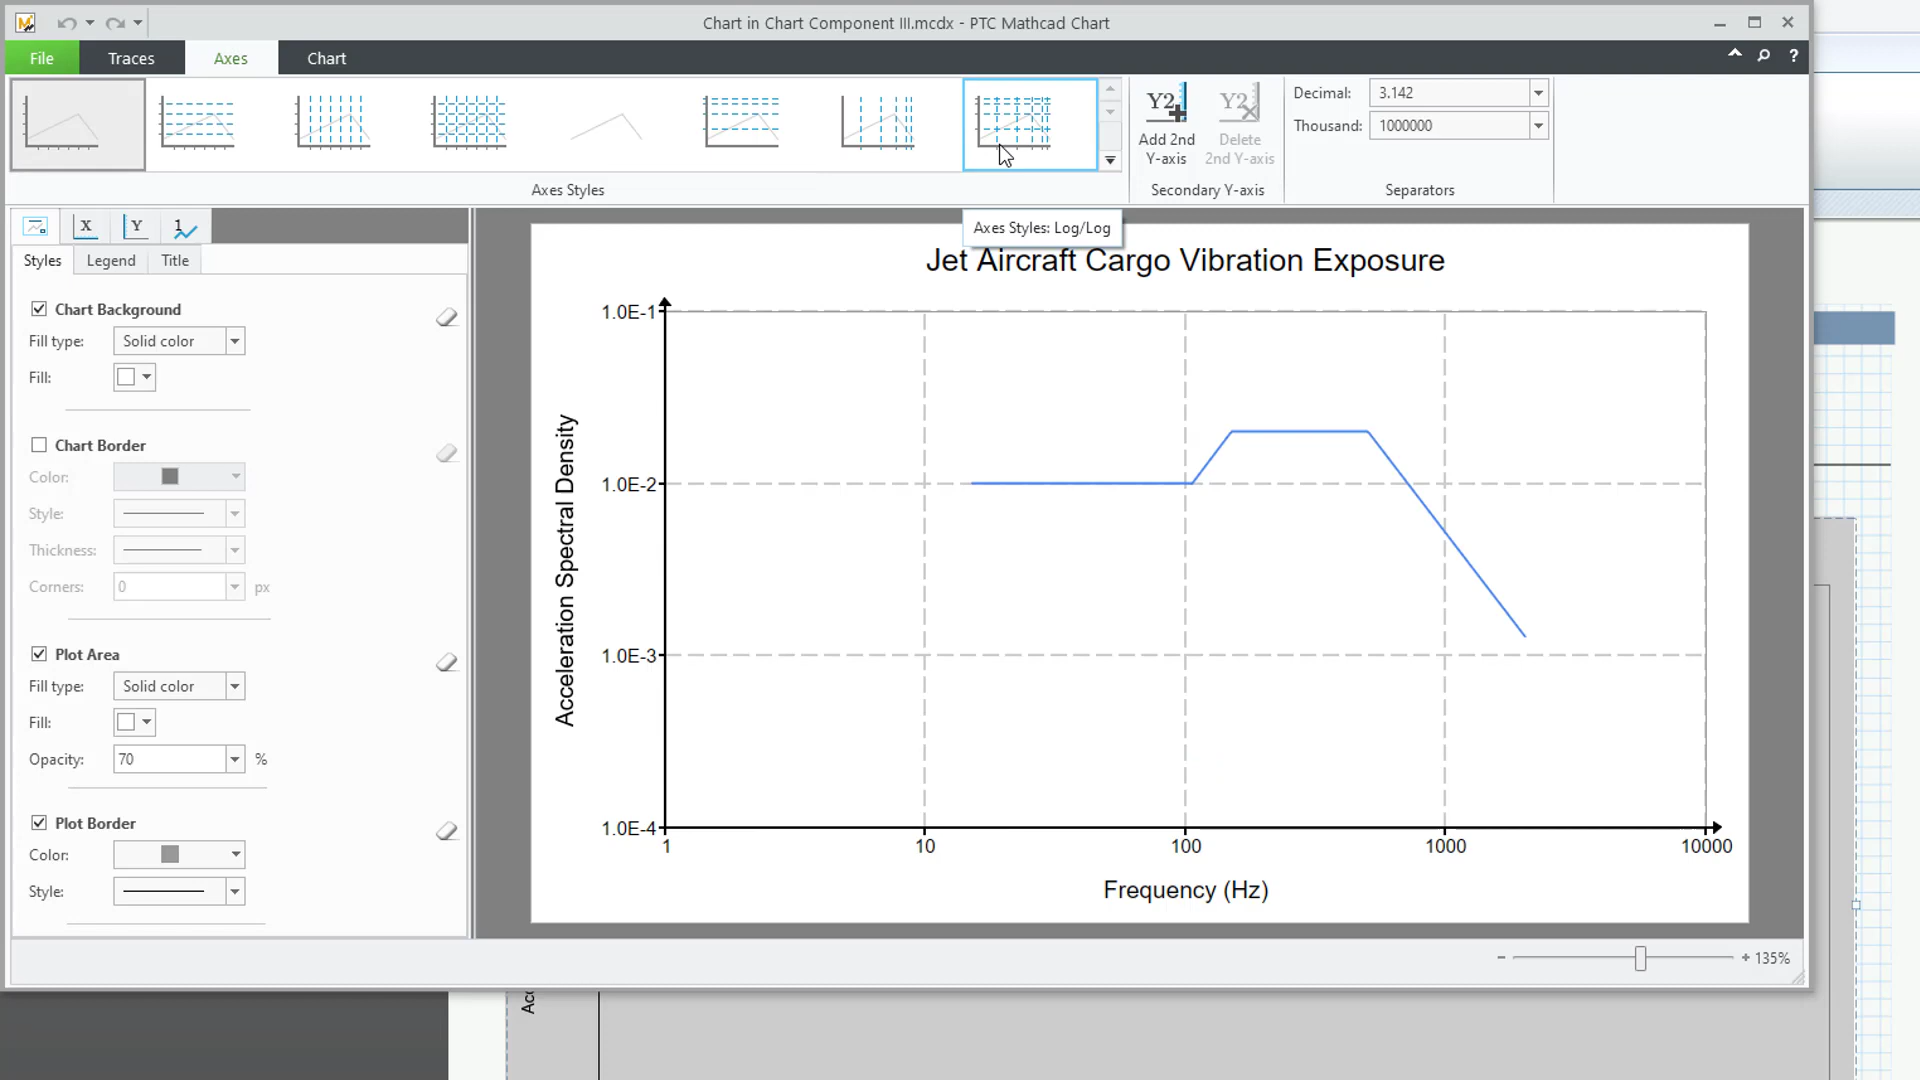 Chart in Chart Component III.mcdx - PTC Mathcad Chart
File Traces Axes Chart
?
Y2 Y2
Add 2nd Y-axis
Delete 2nd Y-axis
Decimal: 3.142
Thousand: 1000000
Axes Styles
Secondary Y-axis
Separators
Axes Styles: Log/Log
X Y 1
Styles Legend Title
Chart Background
Fill type: Solid color
Fill:
Chart Border
Color:
Style:
Thickness:
Corners: 0 px
Plot Area
Fill type: Solid color
Fill:
Opacity: 70 %
Plot Border
Color:
Style:
Jet Aircraft Cargo Vibration Exposure
Acceleration Spectral Density
1.0E-1
1.0E-2
1.0E-3
1.0E-4
1 10 100 1000 10000
Frequency (Hz)
- + 135%